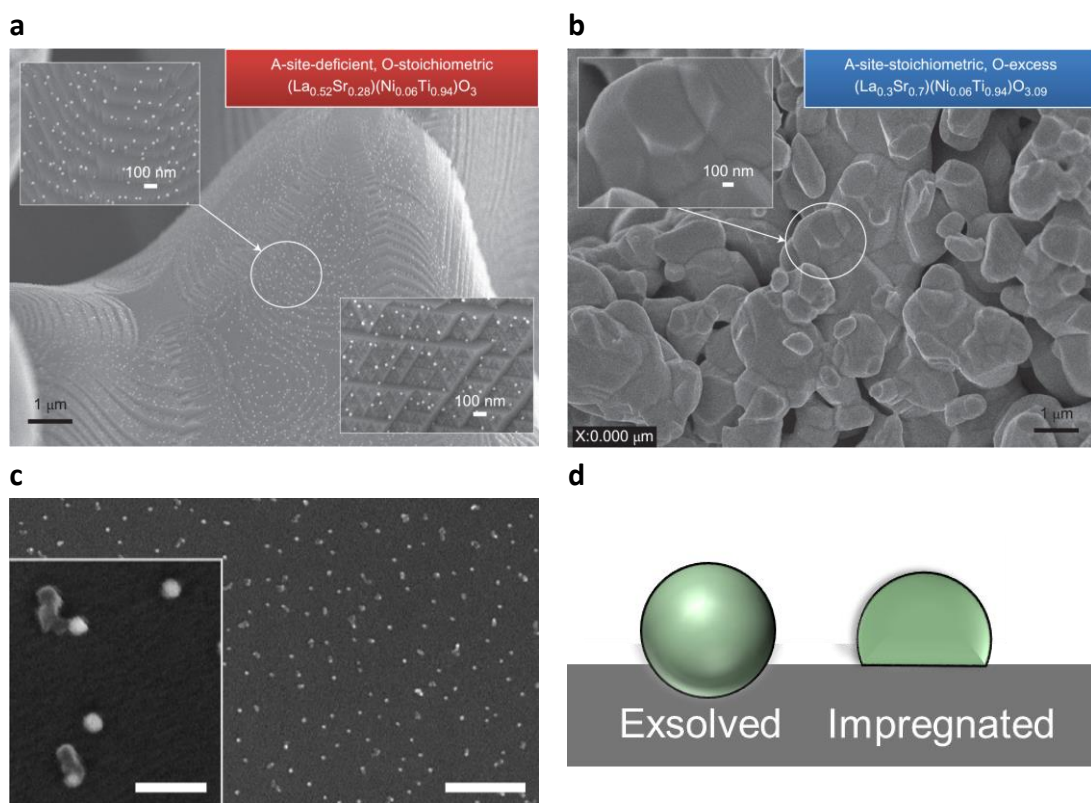 a
A-site-deficient, O-stoichiometric
(La0.52Sr0.28)(Ni0.06Ti0.94)O3
100 nm
100 nm
1 μm
b
A-site-stoichiometric, O-excess
(La0.3Sr0.7)(Ni0.06Ti0.94)O3.09
100 nm
X:0.000 μm
1 μm
c
d
Exsolved
Impregnated